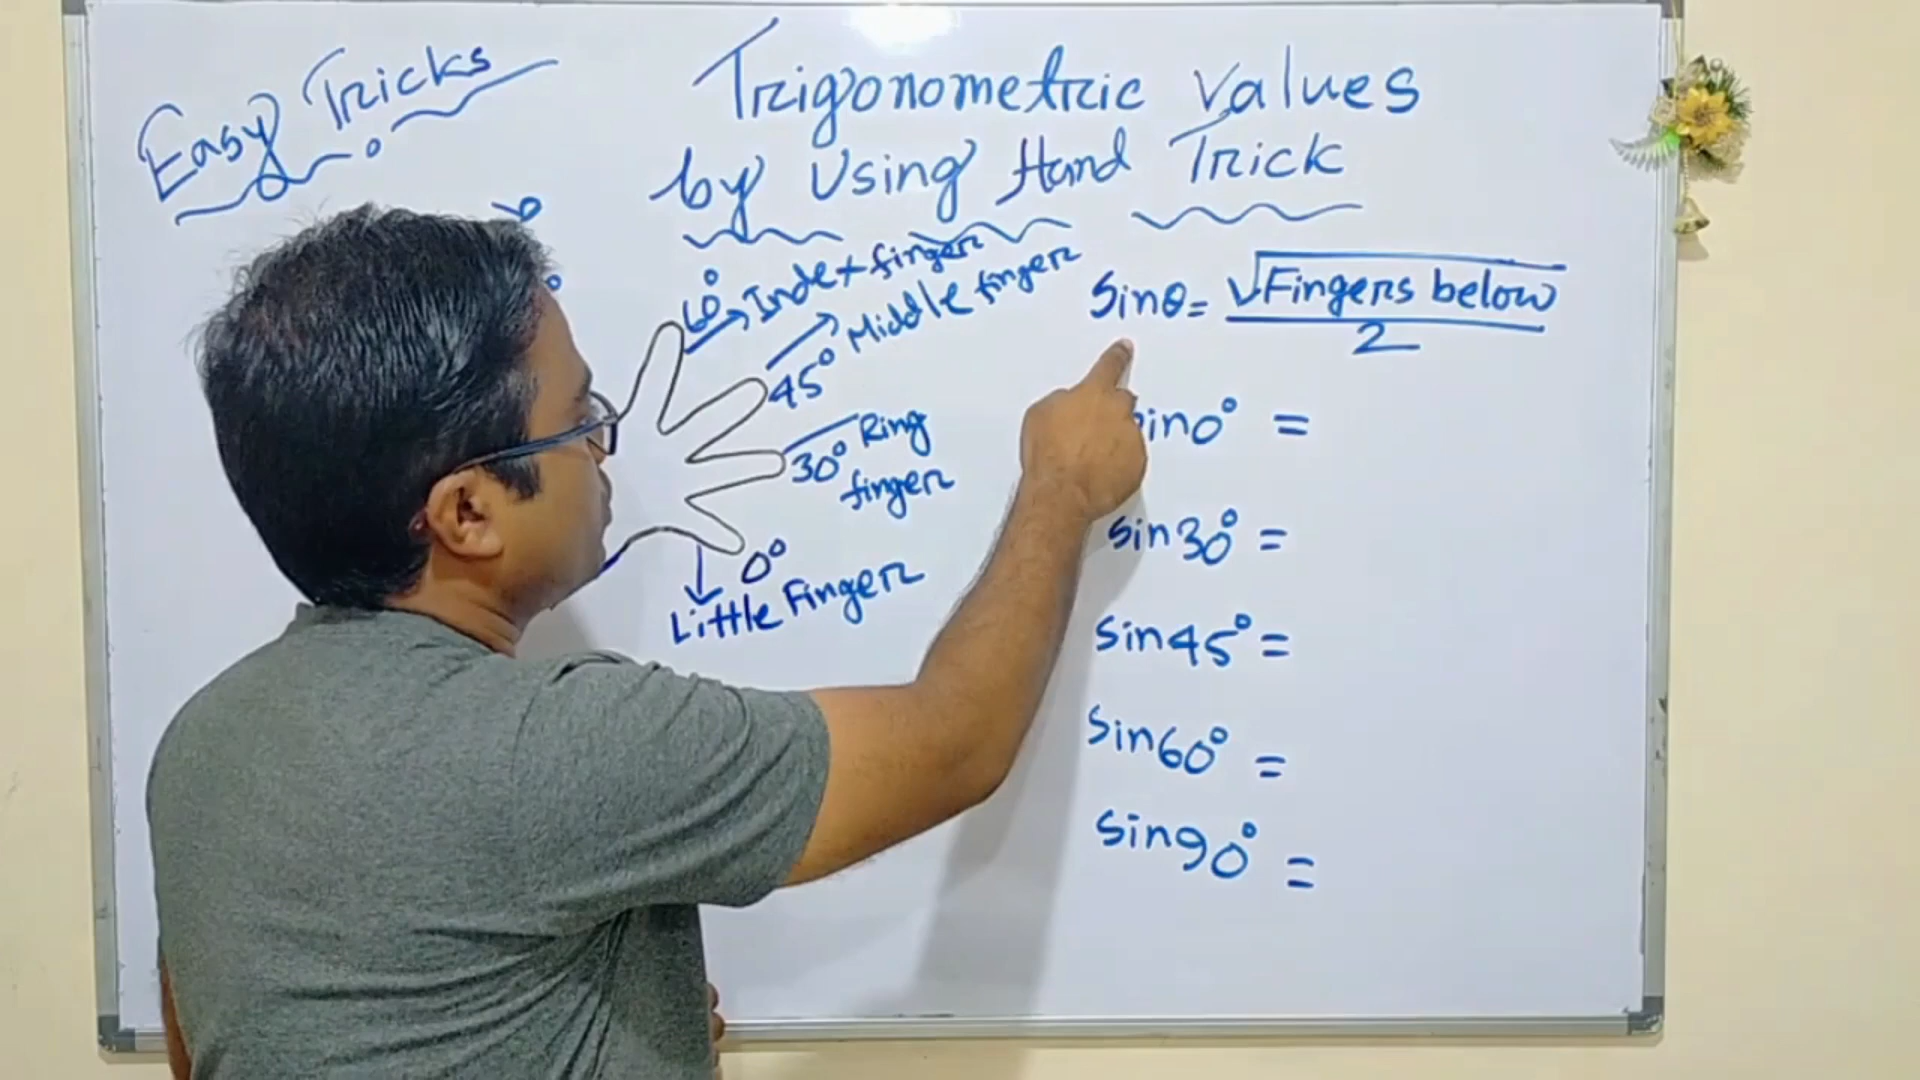 Easy Tricks
Trigonometric Values
by Using Hand Trick
60° Index finger
45° Middle finger
30° Ring
finger
0°
Little Finger
sinθ = √Fingers below
2
in0° =
sin30° =
sin45° =
sin60° =
sin90° =